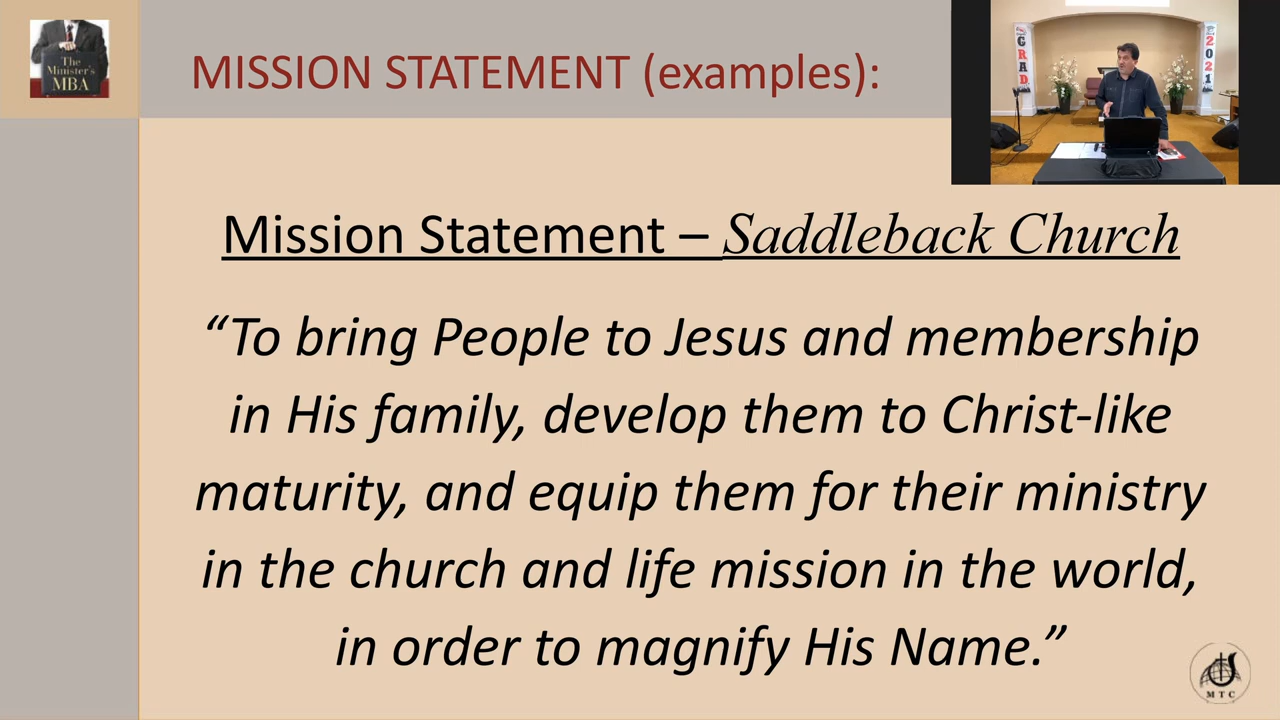 The
Minister's
MBA
MISSION STATEMENT (examples):
GRAD
2021
Mission Statement – Saddleback Church
“To bring People to Jesus and membership
in His family, develop them to Christ-like
maturity, and equip them for their ministry
in the church and life mission in the world,
in order to magnify His Name.”
MTC